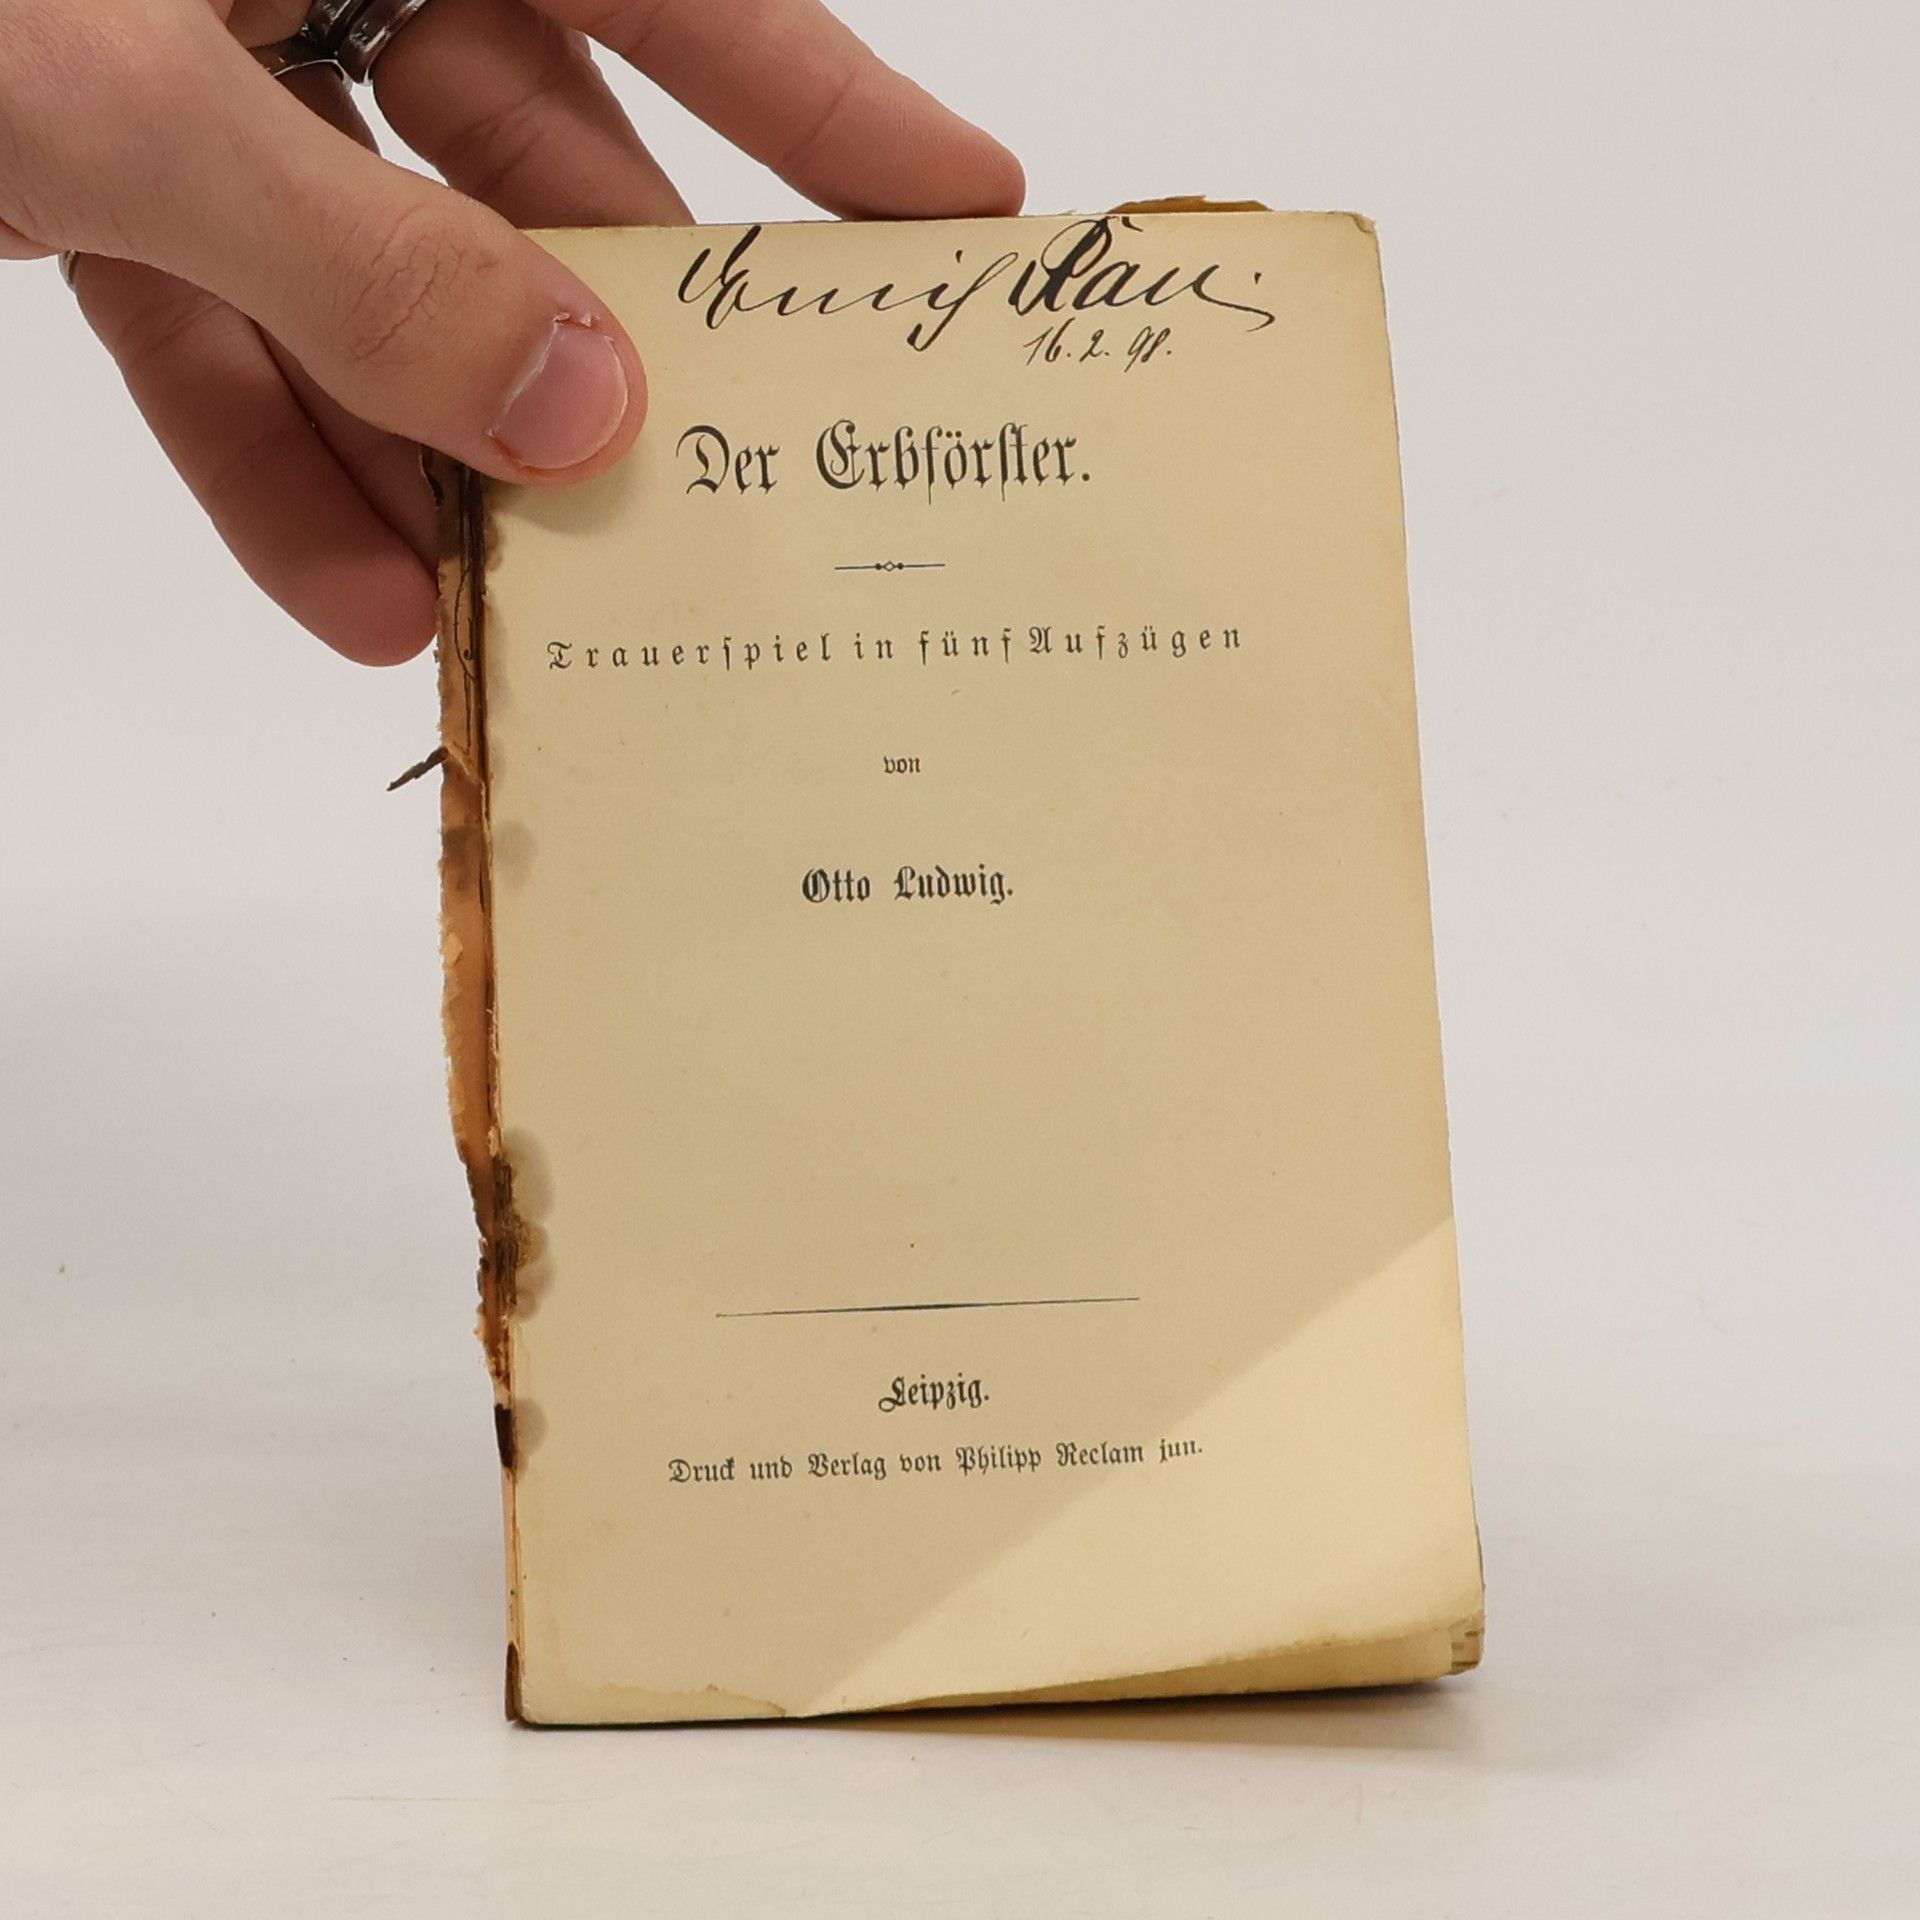 16. 2. 98.
Der Erbförster.
Trauerspiel in fünf Aufzügen
von
Otto Ludwig.
Leipzig.
Druck und Verlag von Philipp Reclam jun.